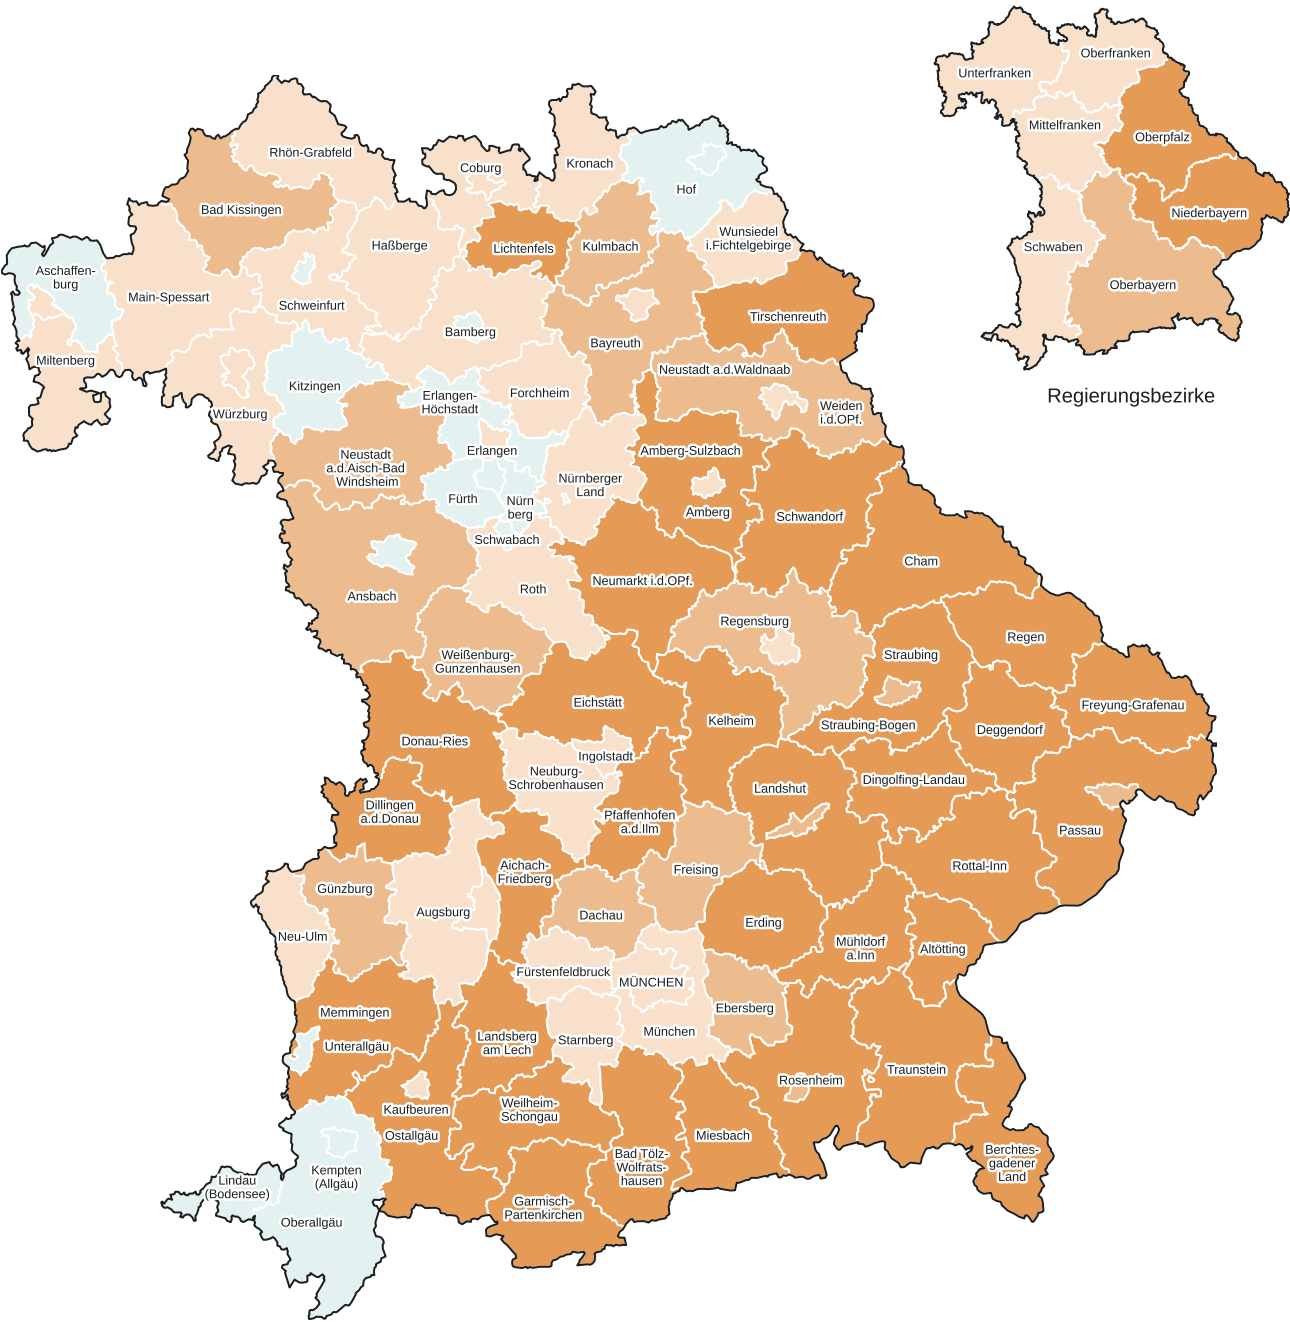 Oberfranken
Unterfranken
Mittelfranken
Oberpfalz
Niederbayern
Schwaben
Oberbayern
Regierungsbezirke
Rhön-Grabfeld
Coburg
Kronach
Hof
Bad Kissingen
Haßberge
Lichtenfels
Kulmbach
Wunsiedel
i.Fichtelgebirge
Aschaffen-
burg
Main-Spessart
Schweinfurt
Bamberg
Bayreuth
Tirschenreuth
Miltenberg
Kitzingen
Würzburg
Erlangen-
Höchstadt
Forchheim
Neustadt a.d.Waldnaab
Weiden
i.d.OPf.
Neustadt
a.d.Aisch-Bad
Windsheim
Erlangen
Fürth
Nürn
berg
Nürnberger
Land
Amberg-Sulzbach
Amberg
Schwandorf
Schwabach
Cham
Ansbach
Roth
Neumarkt i.d.OPf.
Regensburg
Regen
Weißenburg-
Gunzenhausen
Straubing
Eichstätt
Kelheim
Straubing-Bogen
Deggendorf
Freyung-Grafenau
Donau-Ries
Ingolstadt
Neuburg-
Schrobenhausen
Landshut
Dingolfing-Landau
Dillingen
a.d.Donau
Pfaffenhofen
a.d.Ilm
Passau
Aichach-
Friedberg
Freising
Rottal-Inn
Günzburg
Augsburg
Dachau
Erding
Neu-Ulm
Mühldorf
a.Inn
Altötting
Fürstenfeldbruck
MÜNCHEN
Memmingen
Ebersberg
Unterallgäu
Landsberg
am Lech
Starnberg
München
Kaufbeuren
Ostallgäu
Weilheim-
Schongau
Rosenheim
Traunstein
Miesbach
Bad Tölz-
Wolfrats-
hausen
Berchtes-
gadener
Land
Kempten
(Allgäu)
Lindau
(Bodensee)
Oberallgäu
Garmisch-
Partenkirchen